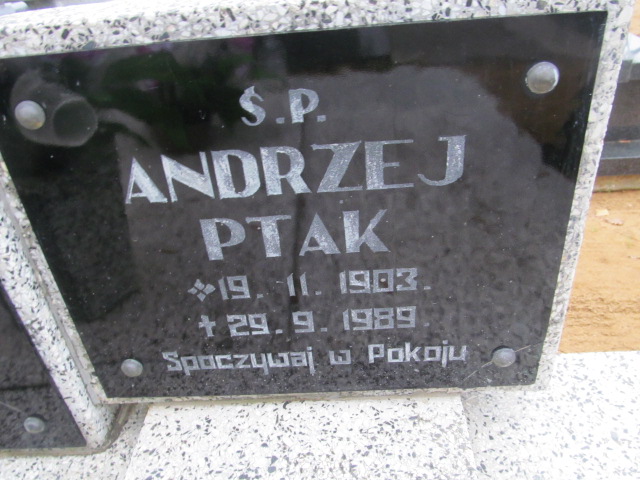 Ś.P.
ANDRZEJ
PTAK
19.11.1903.
✝29.9.1989.
Spoczywaj w Pokoju